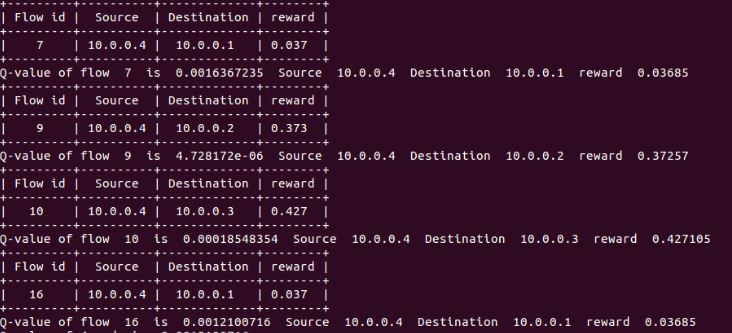 +---------+----------+-------------+--------+
| Flow id |  Source  | Destination | reward |
+---------+----------+-------------+--------+
|    7    | 10.0.0.4 |   10.0.0.1  | 0.037  |
+---------+----------+-------------+--------+
Q-value of flow  7  is  0.0016367235  Source  10.0.0.4  Destination  10.0.0.1  reward  0.03685
+---------+----------+-------------+--------+
| Flow id |  Source  | Destination | reward |
+---------+----------+-------------+--------+
|    9    | 10.0.0.4 |   10.0.0.2  | 0.373  |
+---------+----------+-------------+--------+
Q-value of flow  9  is  4.728172e-06  Source  10.0.0.4  Destination  10.0.0.2  reward  0.37257
+---------+----------+-------------+--------+
| Flow id |  Source  | Destination | reward |
+---------+----------+-------------+--------+
|    10   | 10.0.0.4 |   10.0.0.3  | 0.427  |
+---------+----------+-------------+--------+
Q-value of flow  10  is  0.00018548354  Source  10.0.0.4  Destination  10.0.0.3  reward  0.427105
+---------+----------+-------------+--------+
| Flow id |  Source  | Destination | reward |
+---------+----------+-------------+--------+
|    16   | 10.0.0.4 |   10.0.0.1  | 0.037  |
+---------+----------+-------------+--------+
Q-value of flow  16  is  0.0012100716  Source  10.0.0.4  Destination  10.0.0.1  reward  0.03685